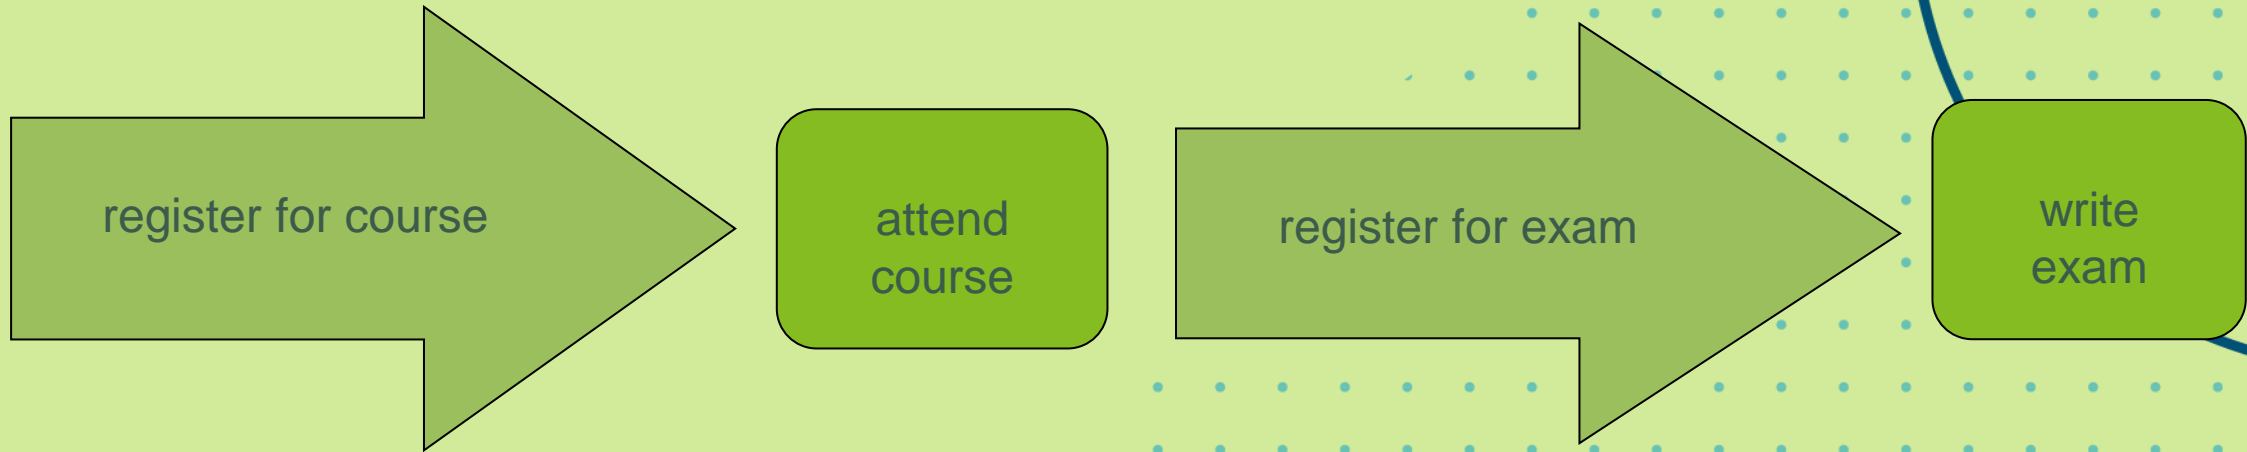 register for course
attend
course
register for exam
write
exam